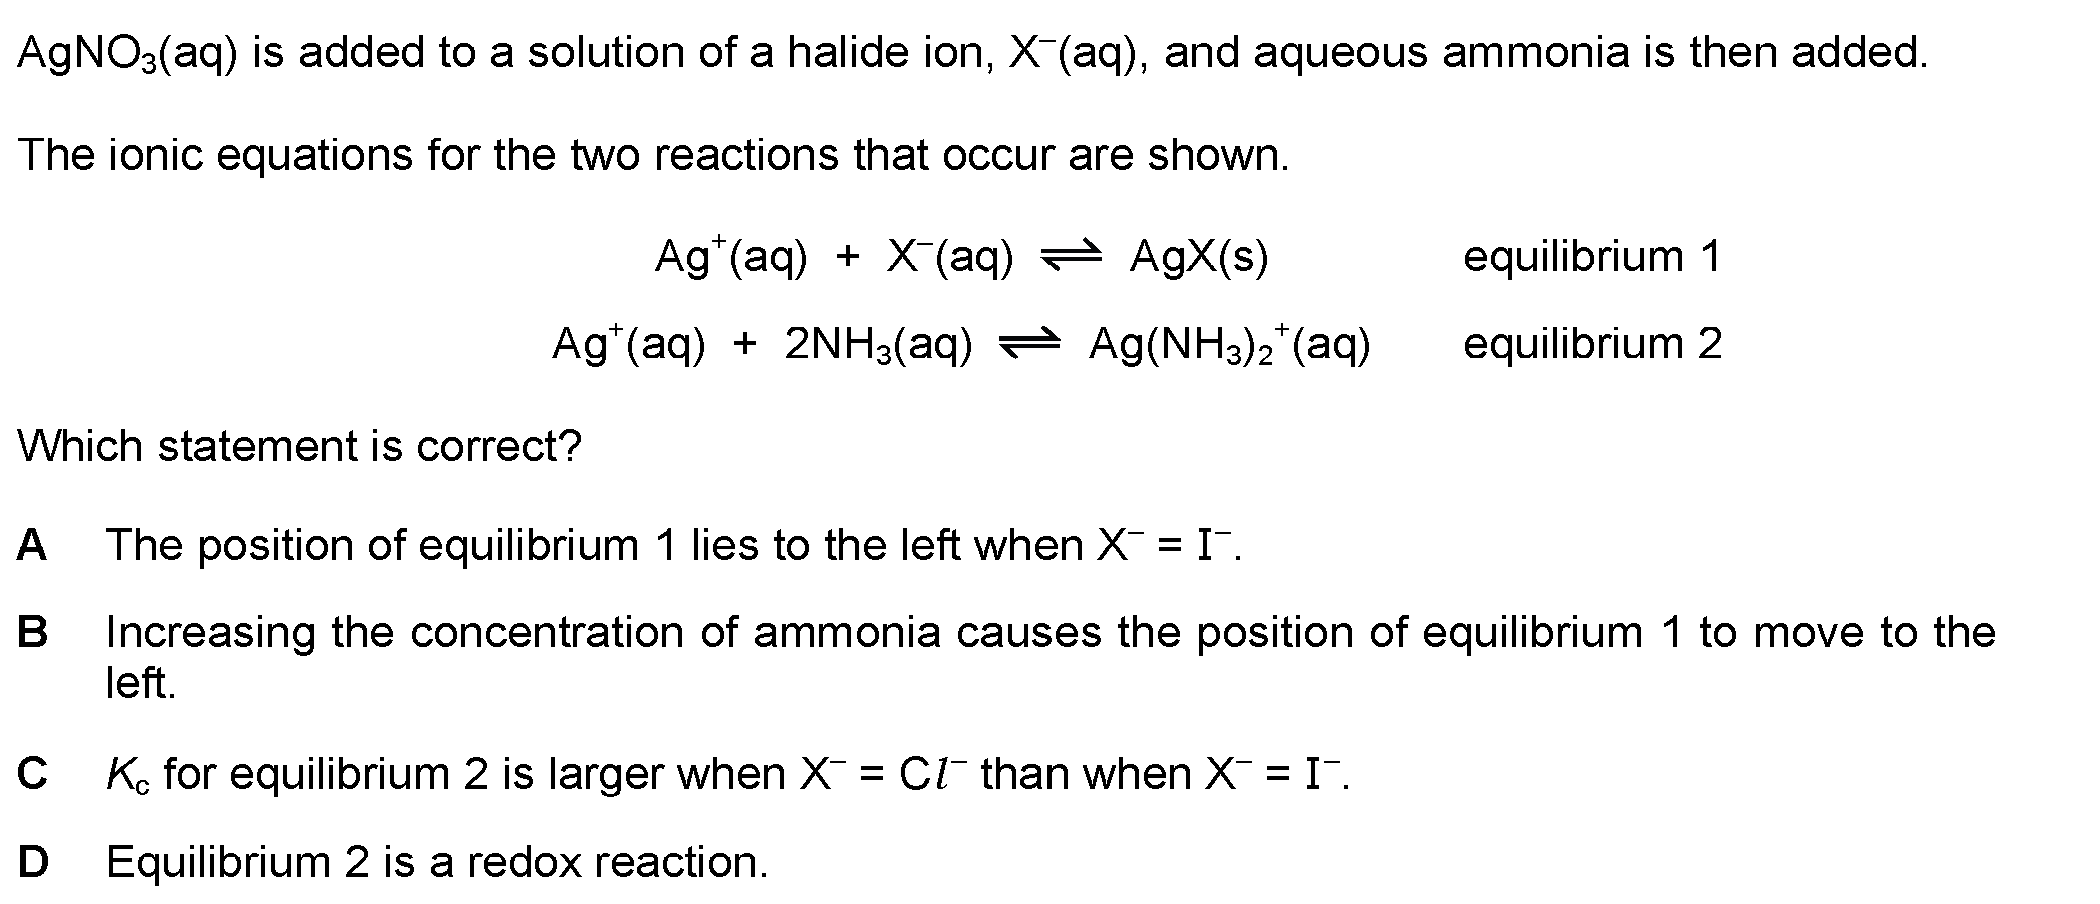 AgNO₃(aq) is added to a solution of a halide ion, X⁻(aq), and aqueous ammonia is then added.
The ionic equations for the two reactions that occur are shown.
Ag⁺(aq) + X⁻(aq) ⇌ AgX(s) equilibrium 1
Ag⁺(aq) + 2NH₃(aq) ⇌ Ag(NH₃)₂⁺(aq) equilibrium 2
Which statement is correct?
A The position of equilibrium 1 lies to the left when X⁻ = I⁻.
B Increasing the concentration of ammonia causes the position of equilibrium 1 to move to the
left.
C Kc for equilibrium 2 is larger when X⁻ = Cl⁻ than when X⁻ = I⁻.
D Equilibrium 2 is a redox reaction.